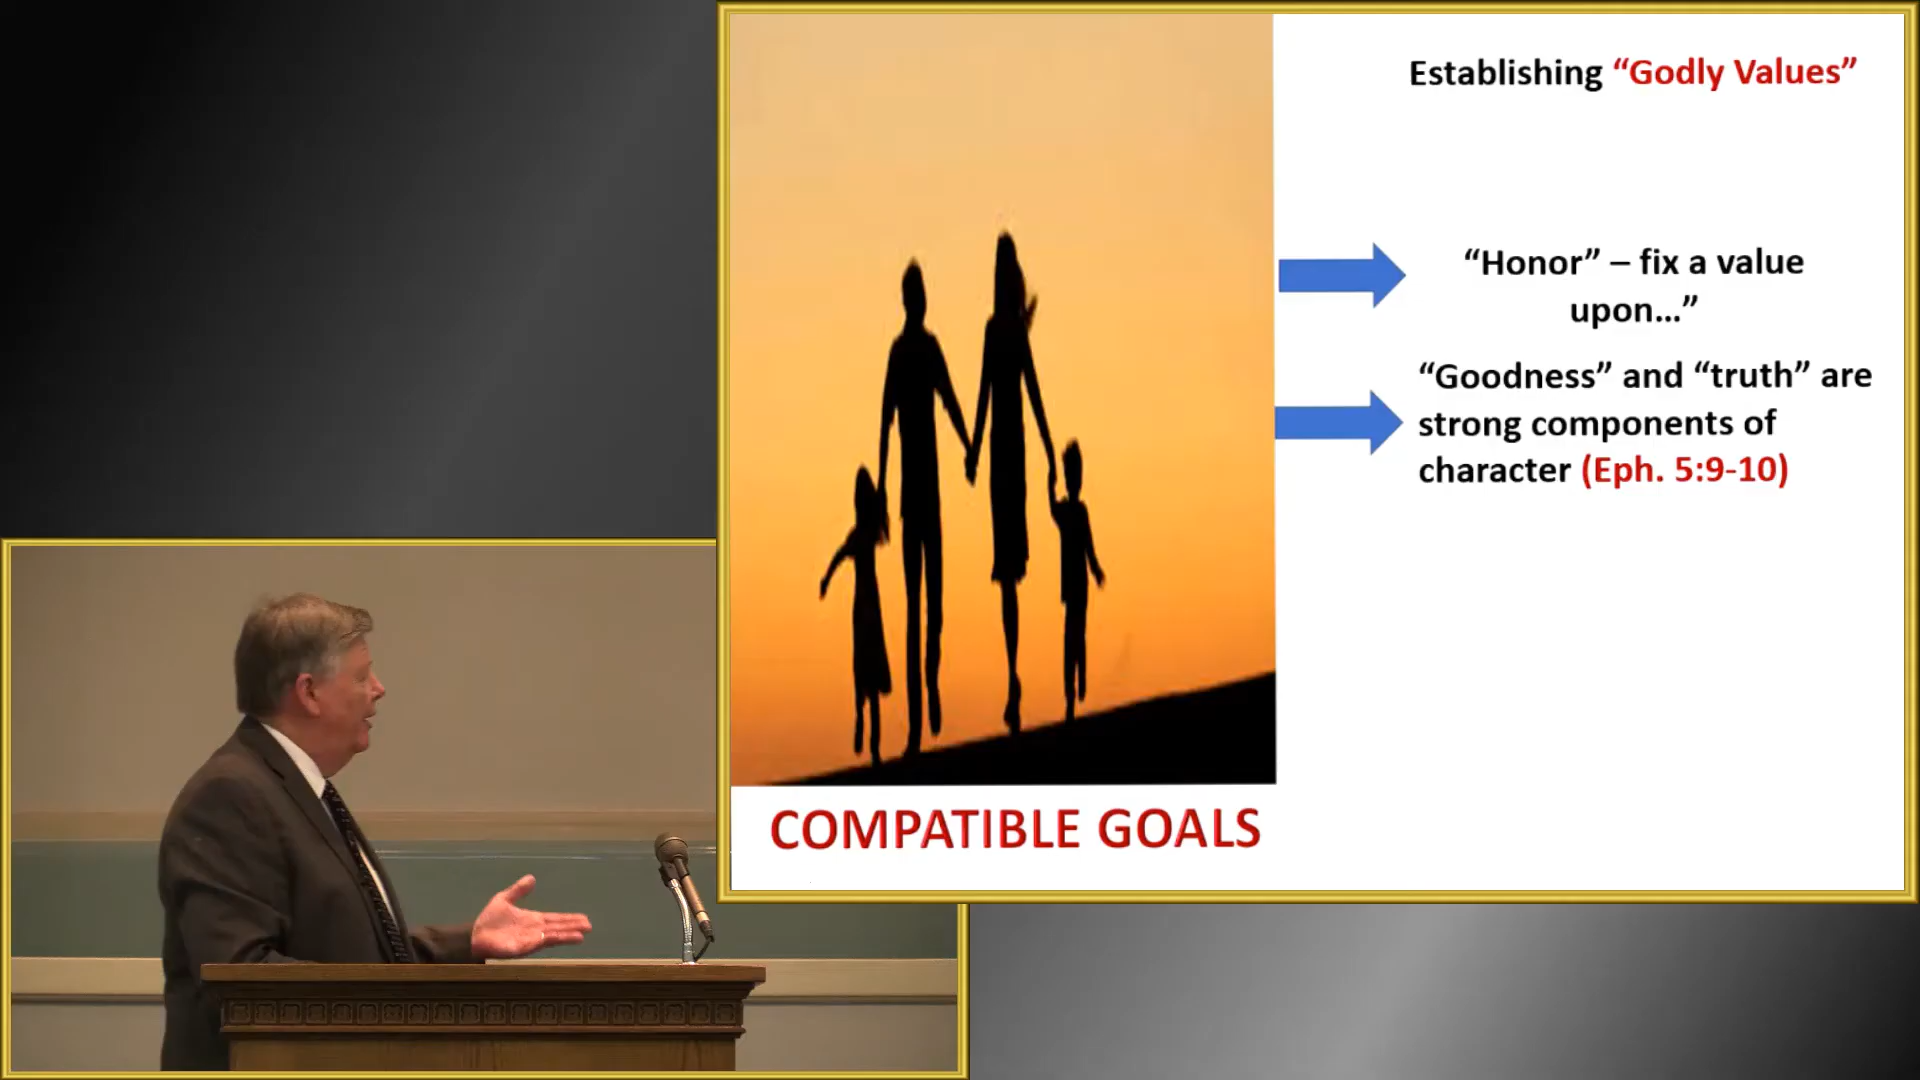 Establishing “Godly Values”
“Honor” – fix a value
upon...”
“Goodness” and “truth” are
strong components of
character (Eph. 5:9-10)
COMPATIBLE GOALS